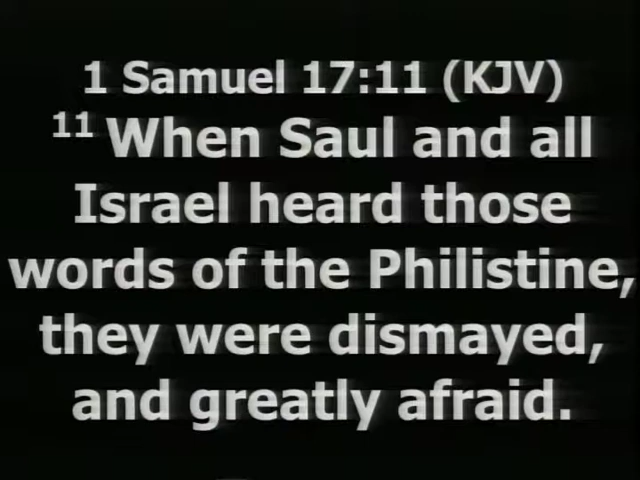 1 Samuel 17:11 (KJV)
11 When Saul and all
Israel heard those
words of the Philistine,
they were dismayed,
and greatly afraid.